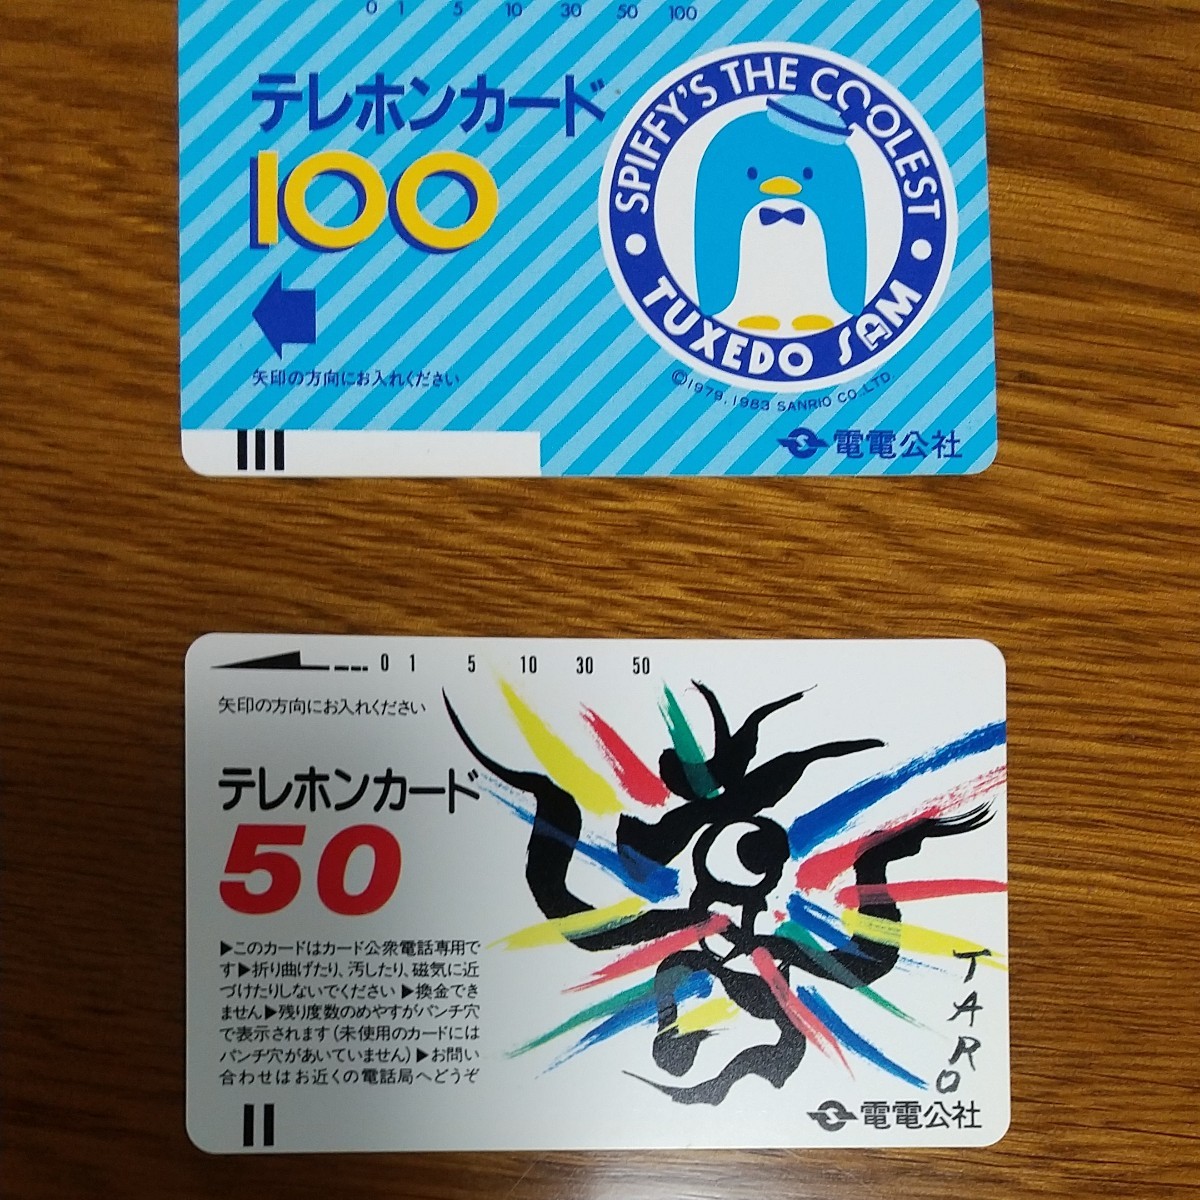 0 1 5 10 30 50 100
テレホンカード
100
矢印の方向にお入れください
SPIFFY'S THE COOLEST
TUXEDO SAM
©1979, 1983 SANRIO CO., LTD.
電電公社
0 1 5 10 30 50
矢印の方向にお入れください
テレホンカード
50
▶このカードはカード公衆電話専用で
す▶折り曲げたり、汚したり、磁気に近
づけたりしないでください▶換金でき
ません▶残り度数のめやすがパンチ穴
で表示されます(未使用のカードには
パンチ穴があいていません)▶お問い
合わせはお近くの電話局へどうぞ
TARO
電電公社